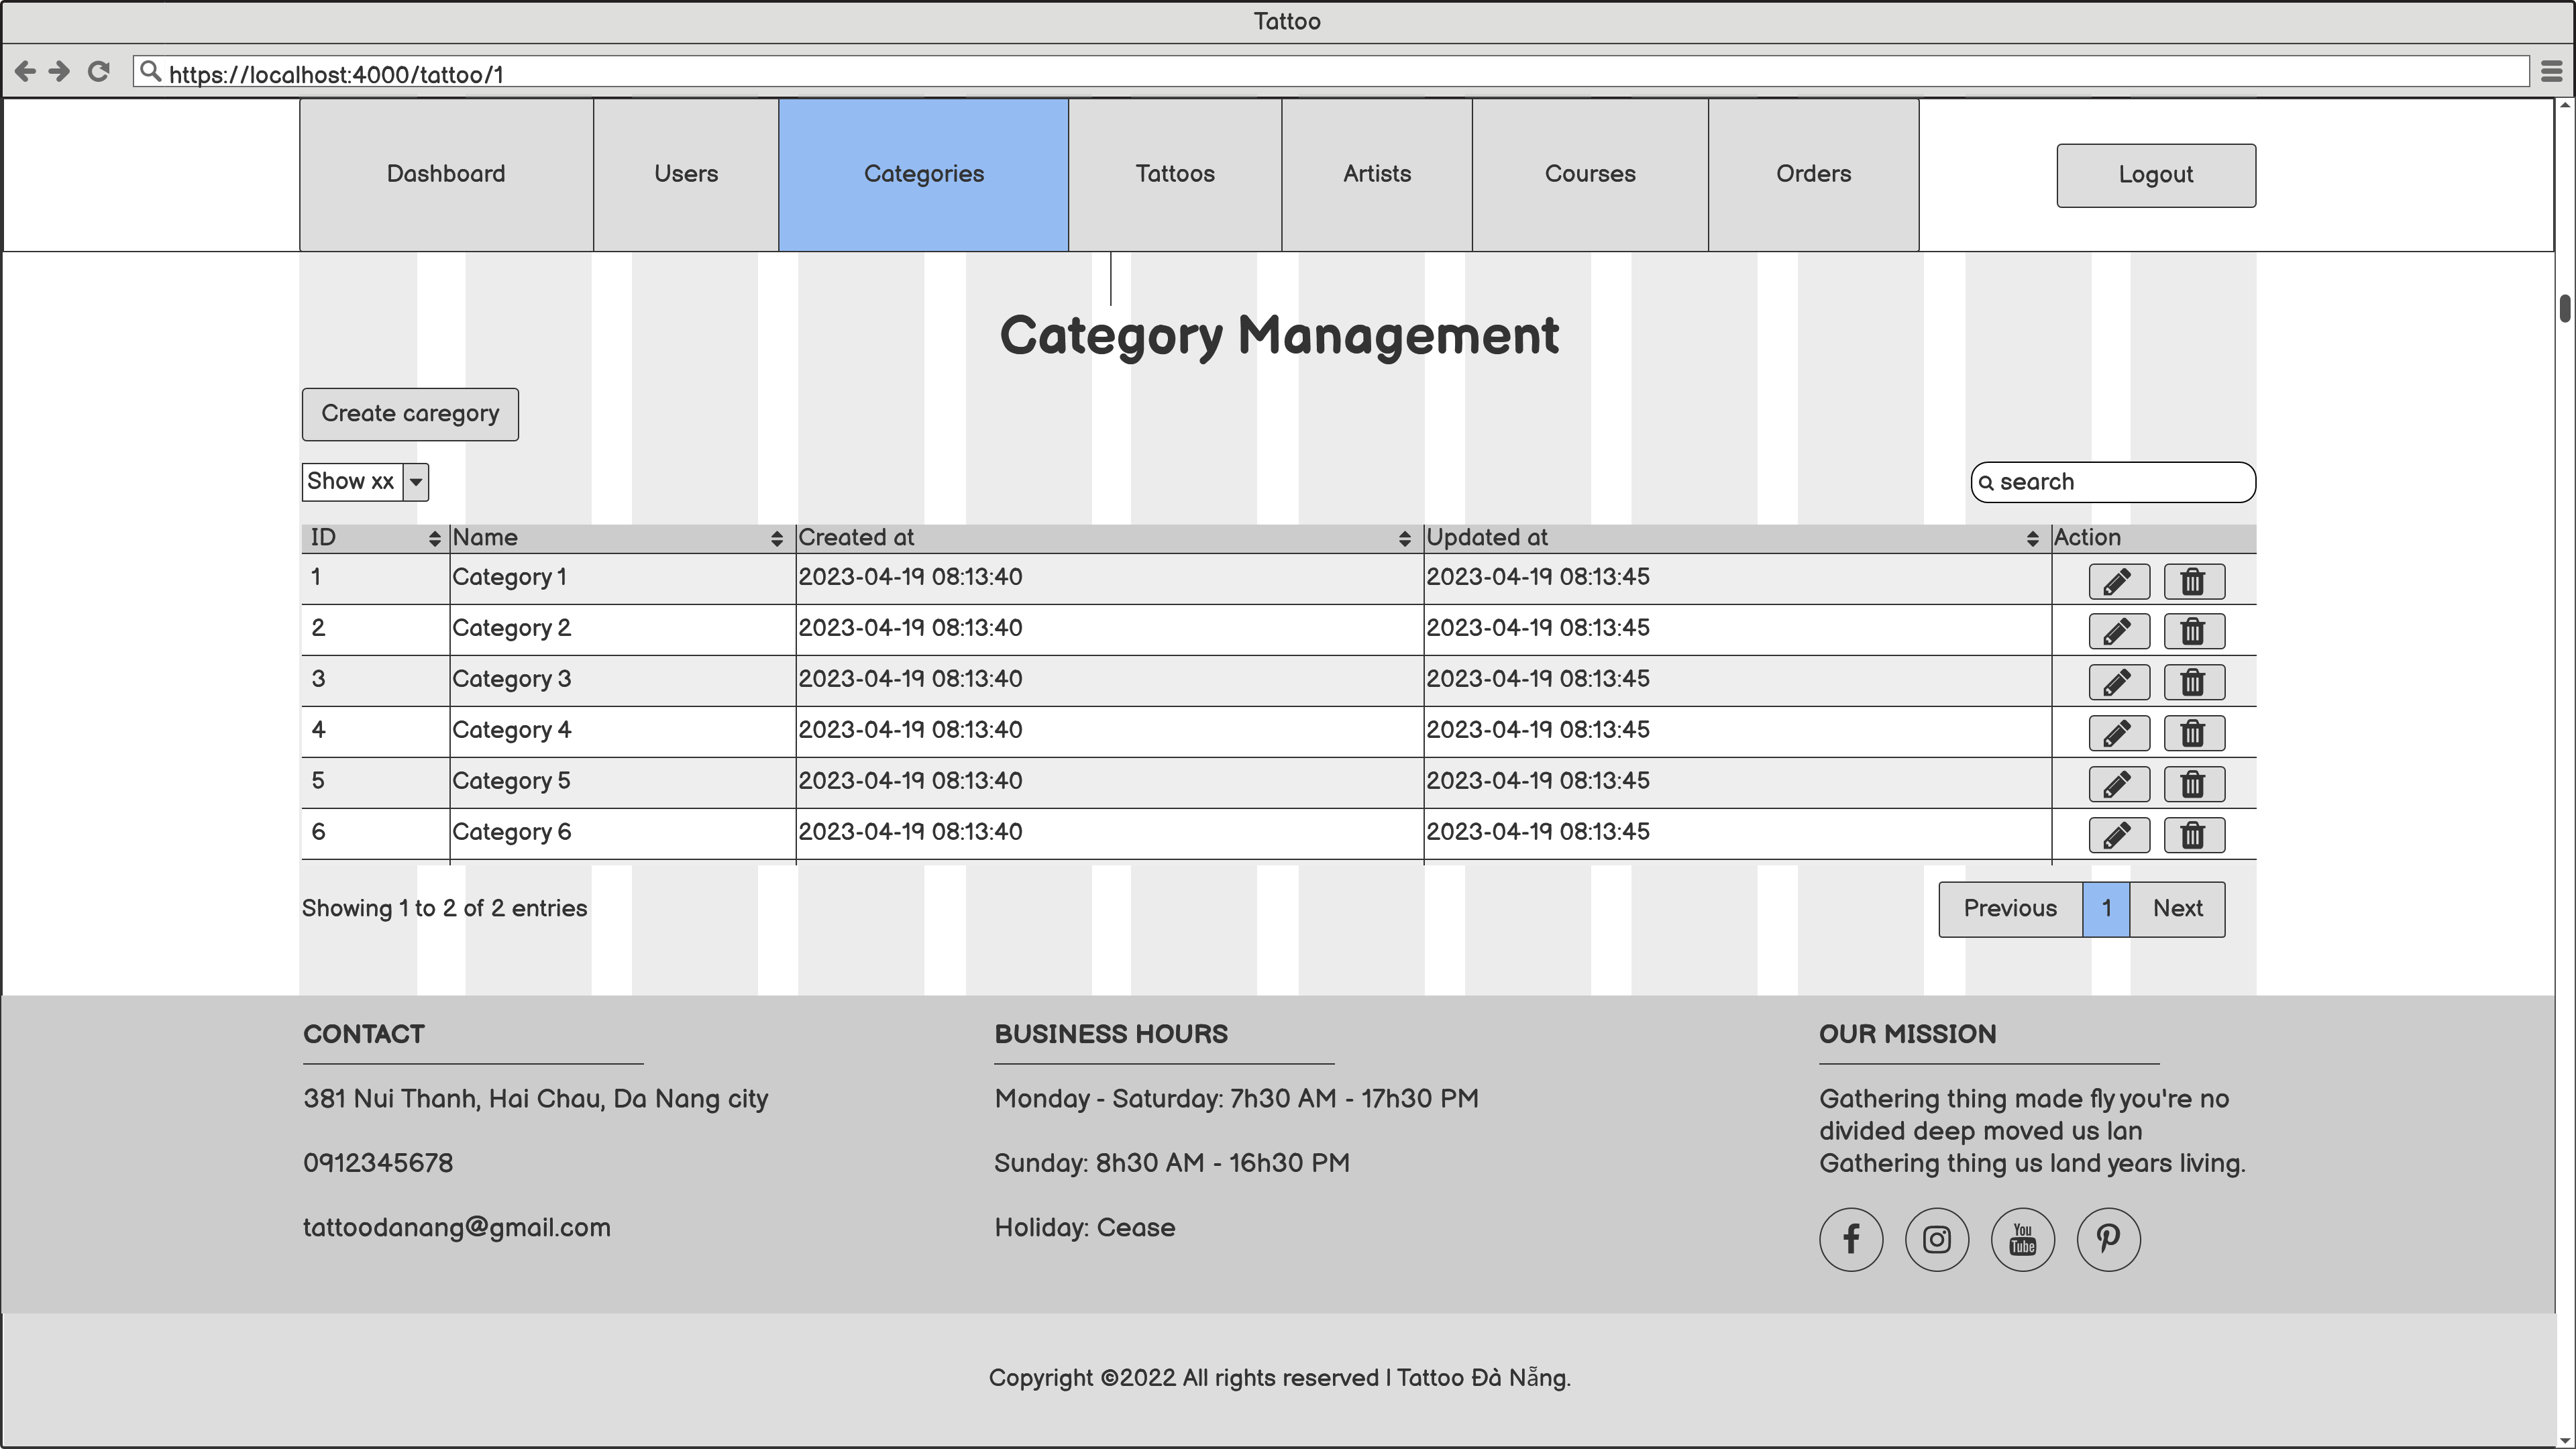 Tattoo
https://localhost:4000/tattoo/1
Dashboard Users Categories Tattoos Artists Courses Orders Logout
Category Management
Create caregory
Show xx search
ID Name Created at Updated at Action
1 Category 1 2023-04-19 08:13:40 2023-04-19 08:13:45
2 Category 2 2023-04-19 08:13:40 2023-04-19 08:13:45
3 Category 3 2023-04-19 08:13:40 2023-04-19 08:13:45
4 Category 4 2023-04-19 08:13:40 2023-04-19 08:13:45
5 Category 5 2023-04-19 08:13:40 2023-04-19 08:13:45
6 Category 6 2023-04-19 08:13:40 2023-04-19 08:13:45
Showing 1 to 2 of 2 entries Previous 1 Next
CONTACT
381 Nui Thanh, Hai Chau, Da Nang city
0912345678
tattoodanang@gmail.com
BUSINESS HOURS
Monday - Saturday: 7h30 AM - 17h30 PM
Sunday: 8h30 AM - 16h30 PM
Holiday: Cease
OUR MISSION
Gathering thing made fly you're no
divided deep moved us lan
Gathering thing us land years living.
You
Tube
Copyright ©2022 All rights reserved | Tattoo Đà Nẵng.